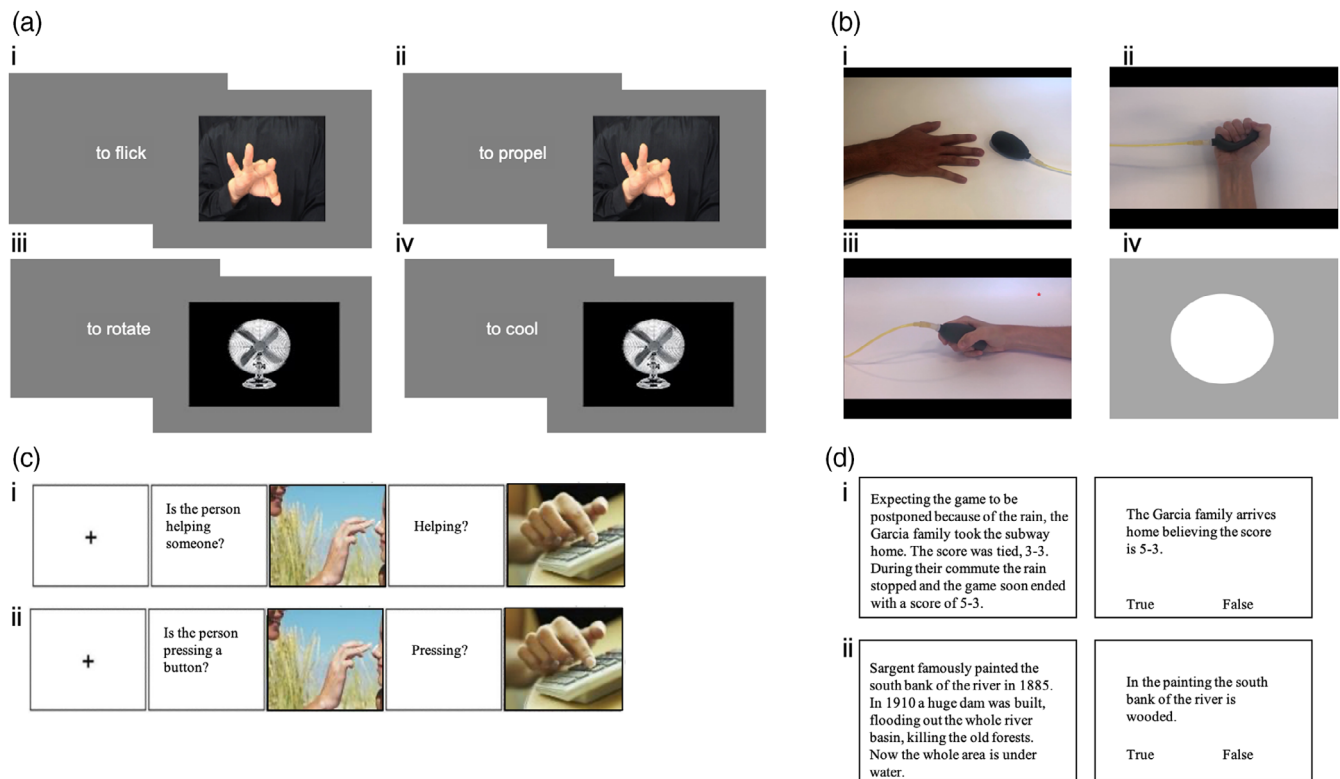 (a)
i
to flick
ii
to propel
iii
to rotate
iv
to cool
(b)
i
ii
iii
iv
(c)
i
+
Is the person
helping
someone?
Helping?
ii
+
Is the person
pressing a
button?
Pressing?
(d)
i
Expecting the game to be
postponed because of the rain, the
Garcia family took the subway
home. The score was tied, 3-3.
During their commute the rain
stopped and the game soon ended
with a score of 5-3.
The Garcia family arrives
home believing the score
is 5-3.
True False
ii
Sargent famously painted the
south bank of the river in 1885.
In 1910 a huge dam was built,
flooding out the whole river
basin, killing the old forests.
Now the whole area is under
water.
In the painting the south
bank of the river is
wooded.
True False